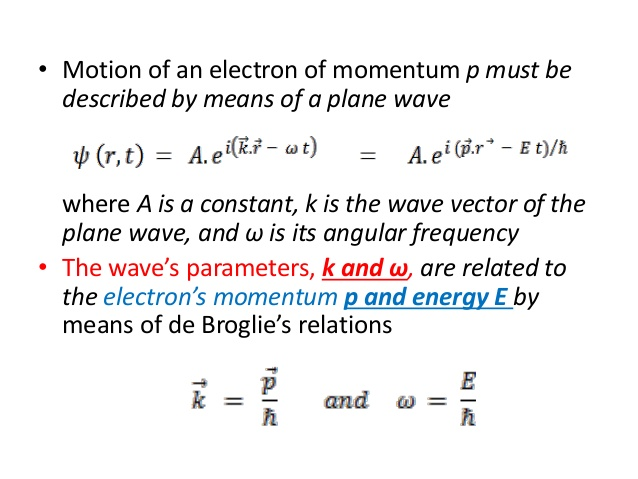 • Motion of an electron of momentum p must be
described by means of a plane wave
ψ (r, t) = A. e^{i(k⃗.r⃗ − ω t)} = A. e^{i (p⃗.r⃗ − E t)/ħ}
where A is a constant, k is the wave vector of the
plane wave, and ω is its angular frequency
• The wave's parameters, k and ω, are related to
the electron's momentum p and energy E by
means of de Broglie's relations
k⃗ = p⃗/ħ and ω = E/ħ